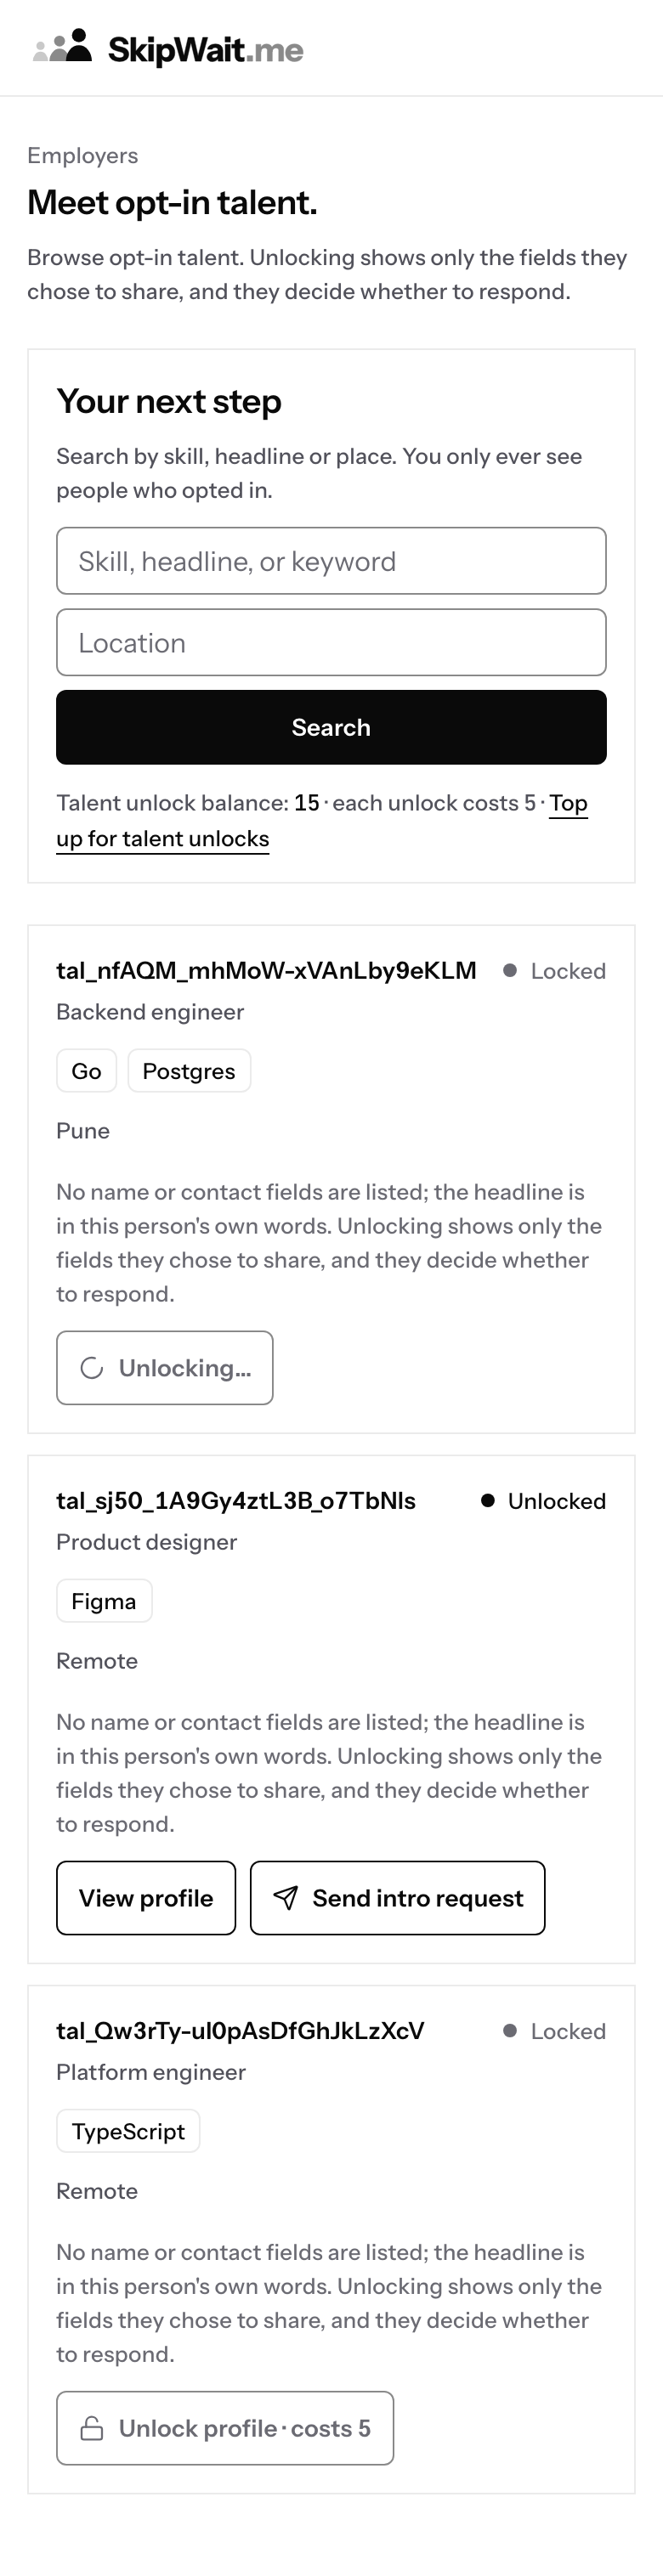 SkipWait.me
Employers
Meet opt-in talent.
Browse opt-in talent. Unlocking shows only the fields they
chose to share, and they decide whether to respond.
Your next step
Search by skill, headline or place. You only ever see
people who opted in.
Skill, headline, or keyword
Location
Search
Talent unlock balance: 15 · each unlock costs 5 · Top
up for talent unlocks
tal_nfAQM_mhMoW-xVAnLby9eKLM Locked
Backend engineer
Go Postgres
Pune
No name or contact fields are listed; the headline is
in this person's own words. Unlocking shows only the
fields they chose to share, and they decide whether
to respond.
Unlocking...
tal_sj50_1A9Gy4ztL3B_o7TbNls Unlocked
Product designer
Figma
Remote
No name or contact fields are listed; the headline is
in this person's own words. Unlocking shows only the
fields they chose to share, and they decide whether
to respond.
View profile Send intro request
tal_Qw3rTy-uI0pAsDfGhJkLzXcV Locked
Platform engineer
TypeScript
Remote
No name or contact fields are listed; the headline is
in this person's own words. Unlocking shows only the
fields they chose to share, and they decide whether
to respond.
Unlock profile · costs 5